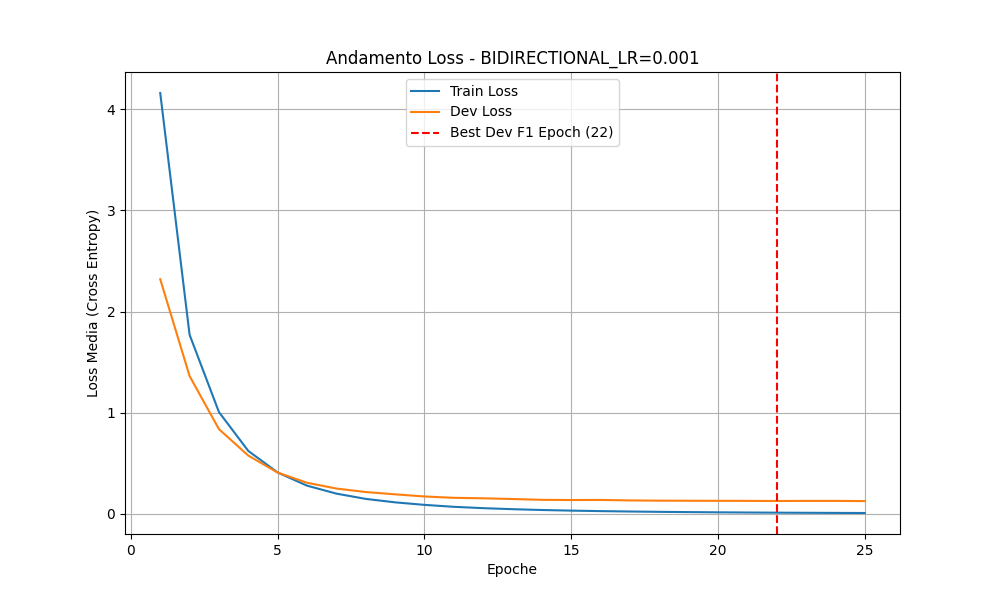 Andamento Loss - BIDIRECTIONAL_LR=0.001
Train Loss
Dev Loss
Best Dev F1 Epoch (22)
Loss Media (Cross Entropy)
4
3
2
1
0
0 5 10 15 20 25
Epoche